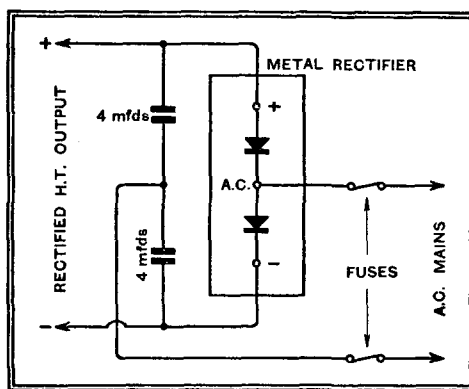 +
METAL RECTIFIER
4 mfds
+
RECTIFIED H.T. OUTPUT
A.C.
4 mfds
-
FUSES
A.C. MAINS
-